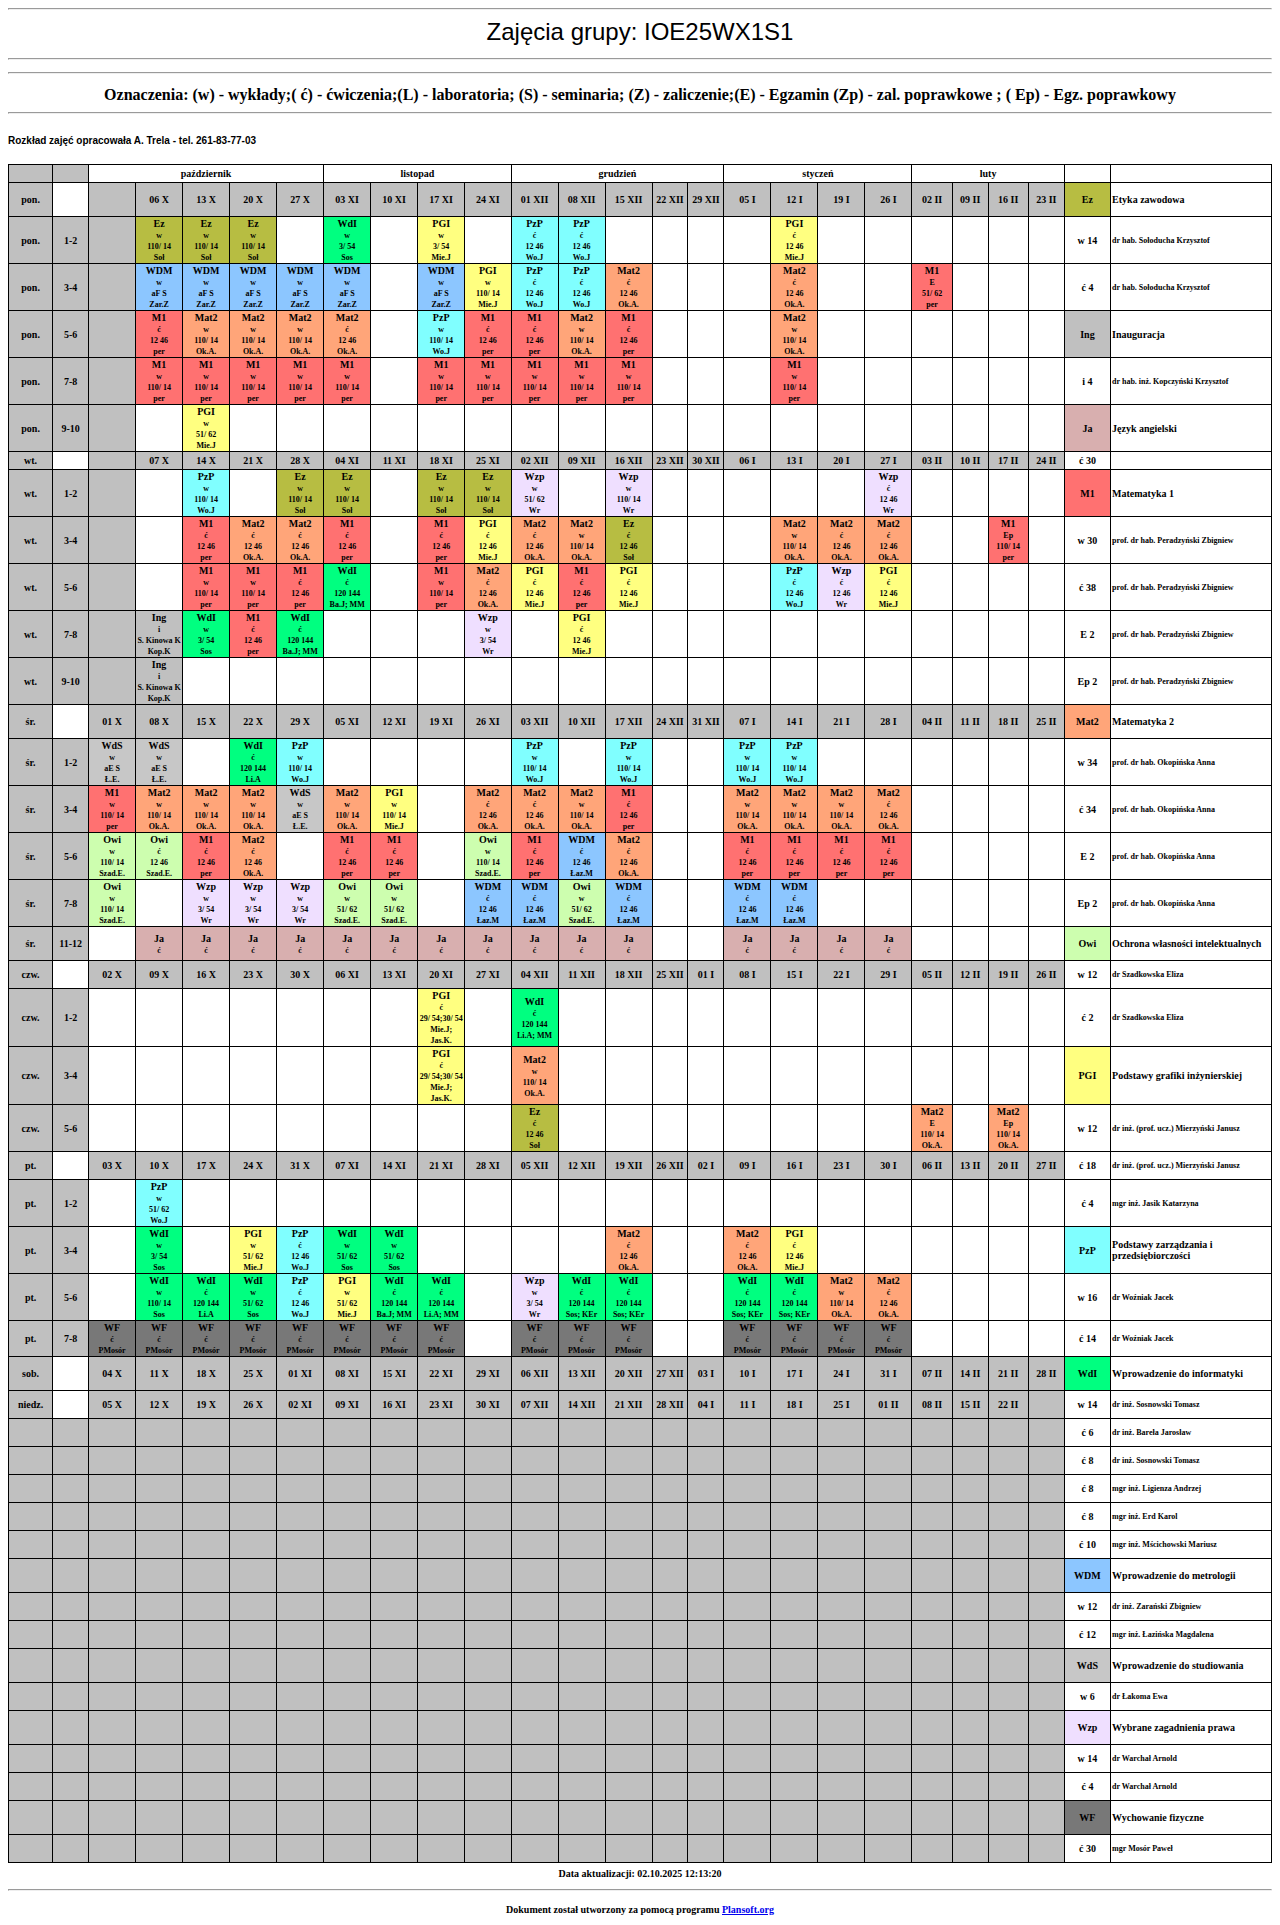 Zajęcia grupy: IOE25WX1S1
Oznaczenia: (w) - wykłady;( ć) - ćwiczenia;(L) - laboratoria; (S) - seminaria; (Z) - zaliczenie;(E) - Egzamin (Zp) - zal. poprawkowe ; ( Ep) - Egz. poprawkowy
Rozkład zajęć opracowała A. Trela - tel. 261-83-77-03
październik listopad grudzień styczeń luty
pon. 06 X 13 X 20 X 27 X 03 XI 10 XI 17 XI 24 XI 01 XII 08 XII 15 XII 22 XII 29 XII 05 I 12 I 19 I 26 I 02 II 09 II 16 II 23 II Ez Etyka zawodowa
Ez Ez Ez WdI PGI PzP PzP PGI
w w w w w ć ć ć
pon. 1-2 w 14 dr hab. Sołoducha Krzysztof
110/ 14 110/ 14 110/ 14 3/ 54 3/ 54 12 46 12 46 12 46
Soł Soł Soł Sos Mie.J Wo.J Wo.J Mie.J
WDM WDM WDM WDM WDM WDM PGI PzP PzP Mat2 Mat2 M1
w w w w w w w ć ć ć ć E
pon. 3-4 ć 4 dr hab. Sołoducha Krzysztof
aF S aF S aF S aF S aF S aF S 110/ 14 12 46 12 46 12 46 12 46 51/ 62
Zar.Z Zar.Z Zar.Z Zar.Z Zar.Z Zar.Z Mie.J Wo.J Wo.J Ok.A. Ok.A. per
M1 Mat2 Mat2 Mat2 Mat2 PzP M1 M1 Mat2 M1 Mat2
ć w w w ć w ć ć w ć w
pon. 5-6 Ing Inauguracja
12 46 110/ 14 110/ 14 110/ 14 12 46 110/ 14 12 46 12 46 110/ 14 12 46 110/ 14
per Ok.A. Ok.A. Ok.A. Ok.A. Wo.J per per Ok.A. per Ok.A.
M1 M1 M1 M1 M1 M1 M1 M1 M1 M1 M1
w w w w w w w w w w w
pon. 7-8 i 4 dr hab. inż. Kopczyński Krzysztof
110/ 14 110/ 14 110/ 14 110/ 14 110/ 14 110/ 14 110/ 14 110/ 14 110/ 14 110/ 14 110/ 14
per per per per per per per per per per per
PGI
w
pon. 9-10 Ja Język angielski
51/ 62
Mie.J
wt. 07 X 14 X 21 X 28 X 04 XI 11 XI 18 XI 25 XI 02 XII 09 XII 16 XII 23 XII 30 XII 06 I 13 I 20 I 27 I 03 II 10 II 17 II 24 II ć 30
PzP Ez Ez Ez Ez Wzp Wzp Wzp
w w w w w w w ć
wt. 1-2 M1 Matematyka 1
110/ 14 110/ 14 110/ 14 110/ 14 110/ 14 51/ 62 110/ 14 12 46
Wo.J Soł Soł Soł Soł Wr Wr Wr
M1 Mat2 Mat2 M1 M1 PGI Mat2 Mat2 Ez Mat2 Mat2 Mat2 M1
ć ć ć ć ć ć ć w ć w ć ć Ep
wt. 3-4 w 30 prof. dr hab. Peradzyński Zbigniew
12 46 12 46 12 46 12 46 12 46 12 46 12 46 110/ 14 12 46 110/ 14 12 46 12 46 110/ 14
per Ok.A. Ok.A. per per Mie.J Ok.A. Ok.A. Soł Ok.A. Ok.A. Ok.A. per
M1 M1 M1 WdI M1 Mat2 PGI M1 PGI PzP Wzp PGI
w w ć ć w ć ć ć ć ć ć ć
wt. 5-6 ć 38 prof. dr hab. Peradzyński Zbigniew
110/ 14 110/ 14 12 46 120 144 110/ 14 12 46 12 46 12 46 12 46 12 46 12 46 12 46
per per per Ba.J; MM per Ok.A. Mie.J per Mie.J Wo.J Wr Mie.J
Ing WdI M1 WdI Wzp PGI
i w ć ć w ć
wt. 7-8 E 2 prof. dr hab. Peradzyński Zbigniew
S. Kinowa K 3/ 54 12 46 120 144 3/ 54 12 46
Kop.K Sos per Ba.J; MM Wr Mie.J
Ing
i
wt. 9-10 Ep 2 prof. dr hab. Peradzyński Zbigniew
S. Kinowa K
Kop.K
śr. 01 X 08 X 15 X 22 X 29 X 05 XI 12 XI 19 XI 26 XI 03 XII 10 XII 17 XII 24 XII 31 XII 07 I 14 I 21 I 28 I 04 II 11 II 18 II 25 II Mat2 Matematyka 2
WdS WdS WdI PzP PzP PzP PzP PzP
w w ć w w w w w
śr. 1-2 w 34 prof. dr hab. Okopińska Anna
aE S aE S 120 144 110/ 14 110/ 14 110/ 14 110/ 14 110/ 14
Ł.E. Ł.E. Li.A Wo.J Wo.J Wo.J Wo.J Wo.J
M1 Mat2 Mat2 Mat2 WdS Mat2 PGI Mat2 Mat2 Mat2 M1 Mat2 Mat2 Mat2 Mat2
w w w w w w w ć ć w ć w w w ć
śr. 3-4 ć 34 prof. dr hab. Okopińska Anna
110/ 14 110/ 14 110/ 14 110/ 14 aE S 110/ 14 110/ 14 12 46 12 46 110/ 14 12 46 110/ 14 110/ 14 110/ 14 12 46
per Ok.A. Ok.A. Ok.A. Ł.E. Ok.A. Mie.J Ok.A. Ok.A. Ok.A. per Ok.A. Ok.A. Ok.A. Ok.A.
Owi Owi M1 Mat2 M1 M1 Owi M1 WDM Mat2 M1 M1 M1 M1
w ć ć ć ć ć w ć ć ć ć ć ć ć
śr. 5-6 E 2 prof. dr hab. Okopińska Anna
110/ 14 12 46 12 46 12 46 12 46 12 46 110/ 14 12 46 12 46 12 46 12 46 12 46 12 46 12 46
Szad.E. Szad.E. per Ok.A. per per Szad.E. per Łaz.M Ok.A. per per per per
Owi Wzp Wzp Wzp Owi Owi WDM WDM Owi WDM WDM WDM
w w w w w w ć ć w ć ć ć
śr. 7-8 Ep 2 prof. dr hab. Okopińska Anna
110/ 14 3/ 54 3/ 54 3/ 54 51/ 62 51/ 62 12 46 12 46 51/ 62 12 46 12 46 12 46
Szad.E. Wr Wr Wr Szad.E. Szad.E. Łaz.M Łaz.M Szad.E. Łaz.M Łaz.M Łaz.M
śr. 11-12 Ja Ja Ja Ja Ja Ja Ja Ja Ja Ja Ja Ja Ja Ja Ja Owi Ochrona własności intelektualnych
ć ć ć ć ć ć ć ć ć ć ć ć ć ć ć
czw. 02 X 09 X 16 X 23 X 30 X 06 XI 13 XI 20 XI 27 XI 04 XII 11 XII 18 XII 25 XII 01 I 08 I 15 I 22 I 29 I 05 II 12 II 19 II 26 II w 12 dr Szadkowska Eliza
PGI WdI
ć ć
czw. 1-2 29/ 54;30/ 54 120 144 ć 2 dr Szadkowska Eliza
Mie.J; Li.A; MM
Jas.K.
PGI Mat2
ć w
czw. 3-4 29/ 54;30/ 54 110/ 14 PGI Podstawy grafiki inżynierskiej
Mie.J; Ok.A.
Jas.K.
Ez Mat2 Mat2
ć E Ep
czw. 5-6 w 12 dr inż. (prof. ucz.) Mierzyński Janusz
12 46 110/ 14 110/ 14
Soł Ok.A. Ok.A.
pt. 03 X 10 X 17 X 24 X 31 X 07 XI 14 XI 21 XI 28 XI 05 XII 12 XII 19 XII 26 XII 02 I 09 I 16 I 23 I 30 I 06 II 13 II 20 II 27 II ć 18 dr inż. (prof. ucz.) Mierzyński Janusz
PzP
w
pt. 1-2 ć 4 mgr inż. Jasik Katarzyna
51/ 62
Wo.J
WdI PGI PzP WdI WdI Mat2 Mat2 PGI
w w ć w w ć ć ć
pt. 3-4 PzP Podstawy zarządzania i przedsiębiorczości
3/ 54 51/ 62 12 46 51/ 62 51/ 62 12 46 12 46 12 46
Sos Mie.J Wo.J Sos Sos Ok.A. Ok.A. Mie.J
WdI WdI WdI PzP PGI WdI WdI Wzp WdI WdI WdI WdI Mat2 Mat2
w ć w ć w ć ć w ć ć ć ć w ć
pt. 5-6 w 16 dr Woźniak Jacek
110/ 14 120 144 51/ 62 12 46 51/ 62 120 144 120 144 3/ 54 120 144 120 144 120 144 120 144 110/ 14 12 46
Sos Li.A Sos Wo.J Mie.J Ba.J; MM Li.A; MM Wr Sos; KEr Sos; KEr Sos; KEr Sos; KEr Ok.A. Ok.A.
WF WF WF WF WF WF WF WF WF WF WF WF WF WF WF
pt. 7-8 ć ć ć ć ć ć ć ć ć ć ć ć ć ć ć ć 14 dr Woźniak Jacek
PMosór PMosór PMosór PMosór PMosór PMosór PMosór PMosór PMosór PMosór PMosór PMosór PMosór PMosór PMosór
sob. 04 X 11 X 18 X 25 X 01 XI 08 XI 15 XI 22 XI 29 XI 06 XII 13 XII 20 XII 27 XII 03 I 10 I 17 I 24 I 31 I 07 II 14 II 21 II 28 II WdI Wprowadzenie do informatyki
niedz. 05 X 12 X 19 X 26 X 02 XI 09 XI 16 XI 23 XI 30 XI 07 XII 14 XII 21 XII 28 XII 04 I 11 I 18 I 25 I 01 II 08 II 15 II 22 II w 14 dr inż. Sosnowski Tomasz
ć 6 dr inż. Bareła Jarosław
ć 8 dr inż. Sosnowski Tomasz
ć 8 mgr inż. Ligienza Andrzej
ć 8 mgr inż. Erd Karol
ć 10 mgr inż. Mścichowski Mariusz
WDM Wprowadzenie do metrologii
w 12 dr inż. Zarański Zbigniew
ć 12 mgr inż. Łazińska Magdalena
WdS Wprowadzenie do studiowania
w 6 dr Łakoma Ewa
Wzp Wybrane zagadnienia prawa
w 14 dr Warchał Arnold
ć 4 dr Warchał Arnold
WF Wychowanie fizyczne
ć 30 mgr Mosór Paweł
Data aktualizacji: 02.10.2025 12:13:20
Dokument został utworzony za pomocą programu Plansoft.org